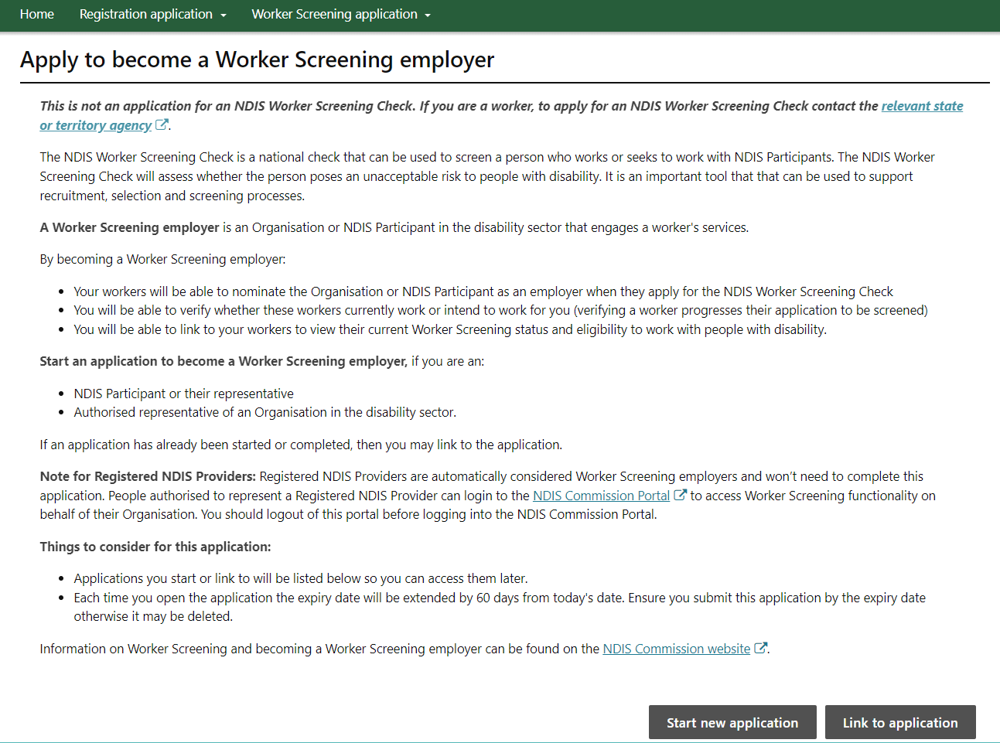 Home Registration application Worker Screening application
Apply to become a Worker Screening employer
This is not an application for an NDIS Worker Screening Check. If you are a worker, to apply for an NDIS Worker Screening Check contact the relevant state
or territory agency.
The NDIS Worker Screening Check is a national check that can be used to screen a person who works or seeks to work with NDIS Participants. The NDIS Worker
Screening Check will assess whether the person poses an unacceptable risk to people with disability. It is an important tool that that can be used to support
recruitment, selection and screening processes.
A Worker Screening employer is an Organisation or NDIS Participant in the disability sector that engages a worker's services.
By becoming a Worker Screening employer:
• Your workers will be able to nominate the Organisation or NDIS Participant as an employer when they apply for the NDIS Worker Screening Check
• You will be able to verify whether these workers currently work or intend to work for you (verifying a worker progresses their application to be screened)
• You will be able to link to your workers to view their current Worker Screening status and eligibility to work with people with disability.
Start an application to become a Worker Screening employer, if you are an:
• NDIS Participant or their representative
• Authorised representative of an Organisation in the disability sector.
If an application has already been started or completed, then you may link to the application.
Note for Registered NDIS Providers: Registered NDIS Providers are automatically considered Worker Screening employers and won't need to complete this
application. People authorised to represent a Registered NDIS Provider can login to the NDIS Commission Portal to access Worker Screening functionality on
behalf of their Organisation. You should logout of this portal before logging into the NDIS Commission Portal.
Things to consider for this application:
• Applications you start or link to will be listed below so you can access them later.
• Each time you open the application the expiry date will be extended by 60 days from today's date. Ensure you submit this application by the expiry date
otherwise it may be deleted.
Information on Worker Screening and becoming a Worker Screening employer can be found on the NDIS Commission website.
Start new application Link to application